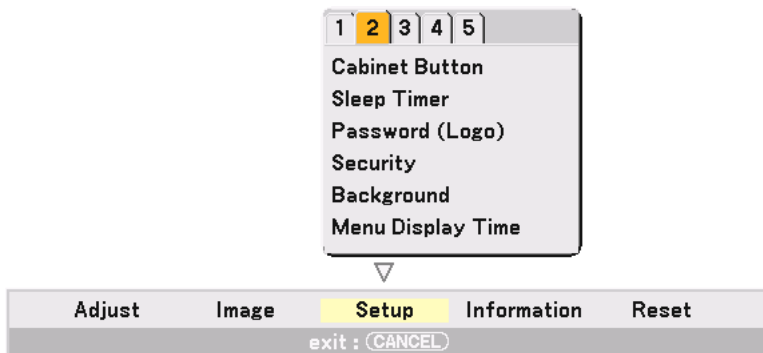 1 2 3 4 5
Cabinet Button
Sleep Timer
Password (Logo)
Security
Background
Menu Display Time
Adjust Image Setup Information Reset
exit : CANCEL